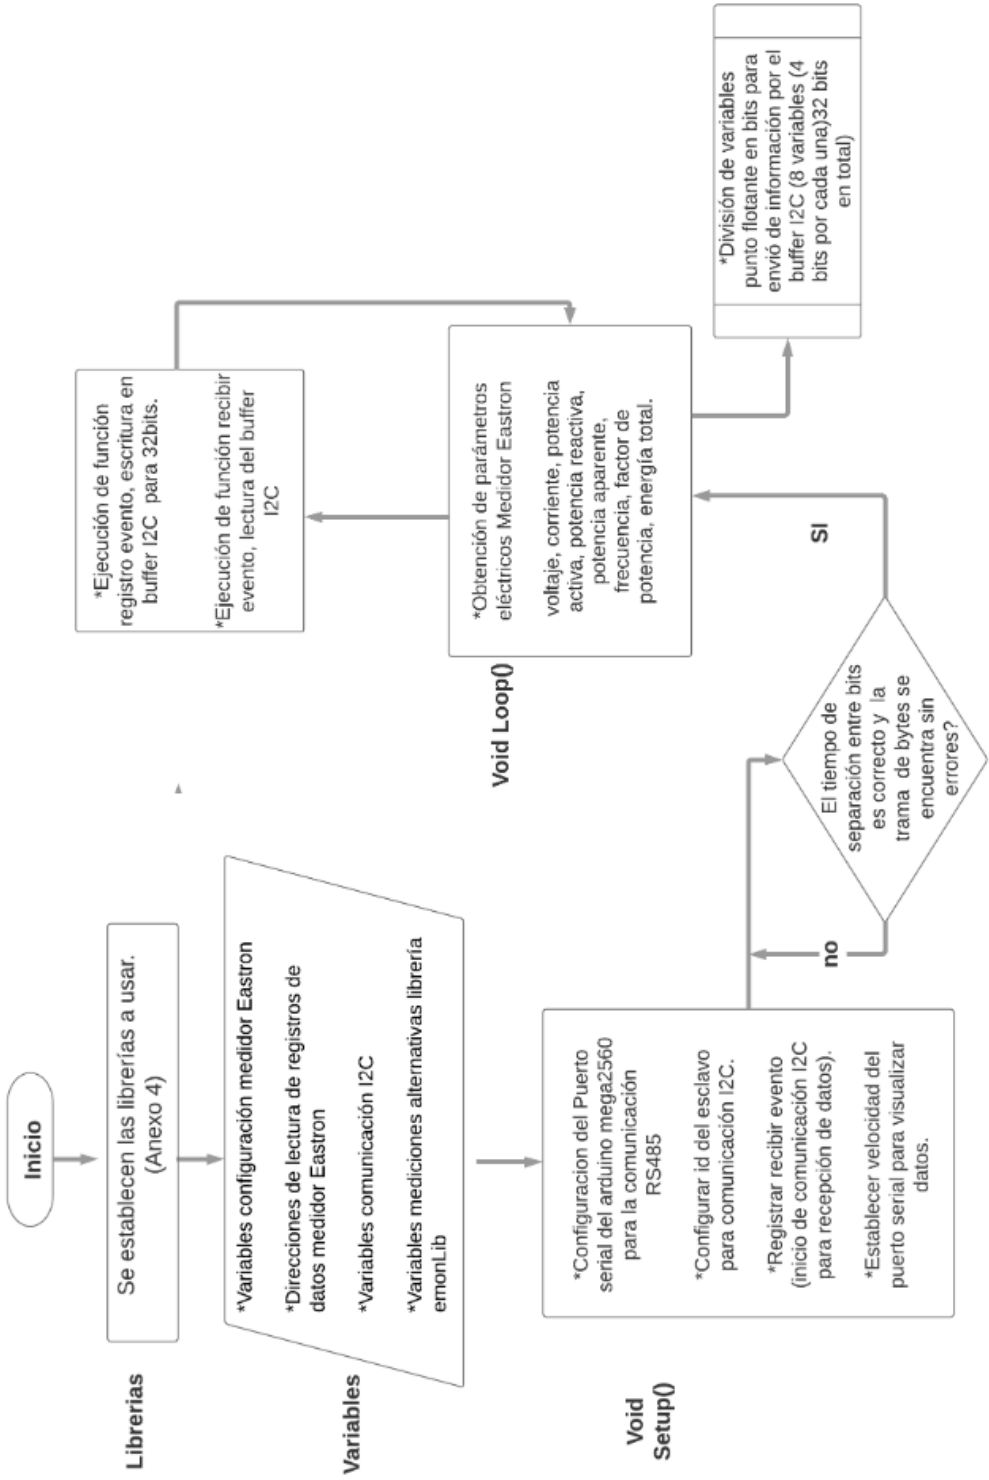 Inicio
Librerias
Se establecen las librerías a usar.
(Anexo 4)
Variables
*Variables configuración medidor Eastron
*Direcciones de lectura de registros de
datos medidor Eastron
*Variables comunicación I2C
*Variables mediciones alternativas librería
emonLib
Void
Setup()
*Configuracion del Puerto
serial del arduino mega2560
para la comunicación
RS485
*Configurar id del esclavo
para comunicación I2C.
*Registrar recibir evento
(inicio de comunicación I2C
para recepción de datos).
*Establecer velocidad del
puerto serial para visualizar
datos.
no
El tiempo de
separación entre bits
es correcto y la
trama de bytes se
encuentra sin
errores?
SI
Void Loop()
*Obtención de parámetros
eléctricos Medidor Eastron
voltaje, corriente, potencia
activa, potencia reactiva,
potencia aparente,
frecuencia, factor de
potencia, energía total.
*Ejecución de función
registro evento, escritura en
buffer I2C para 32bits.
*Ejecución de función recibir
evento, lectura del buffer
I2C
*División de variables
punto flotante en bits para
envió de información por el
buffer I2C (8 variables (4
bits por cada una)32 bits
en total)